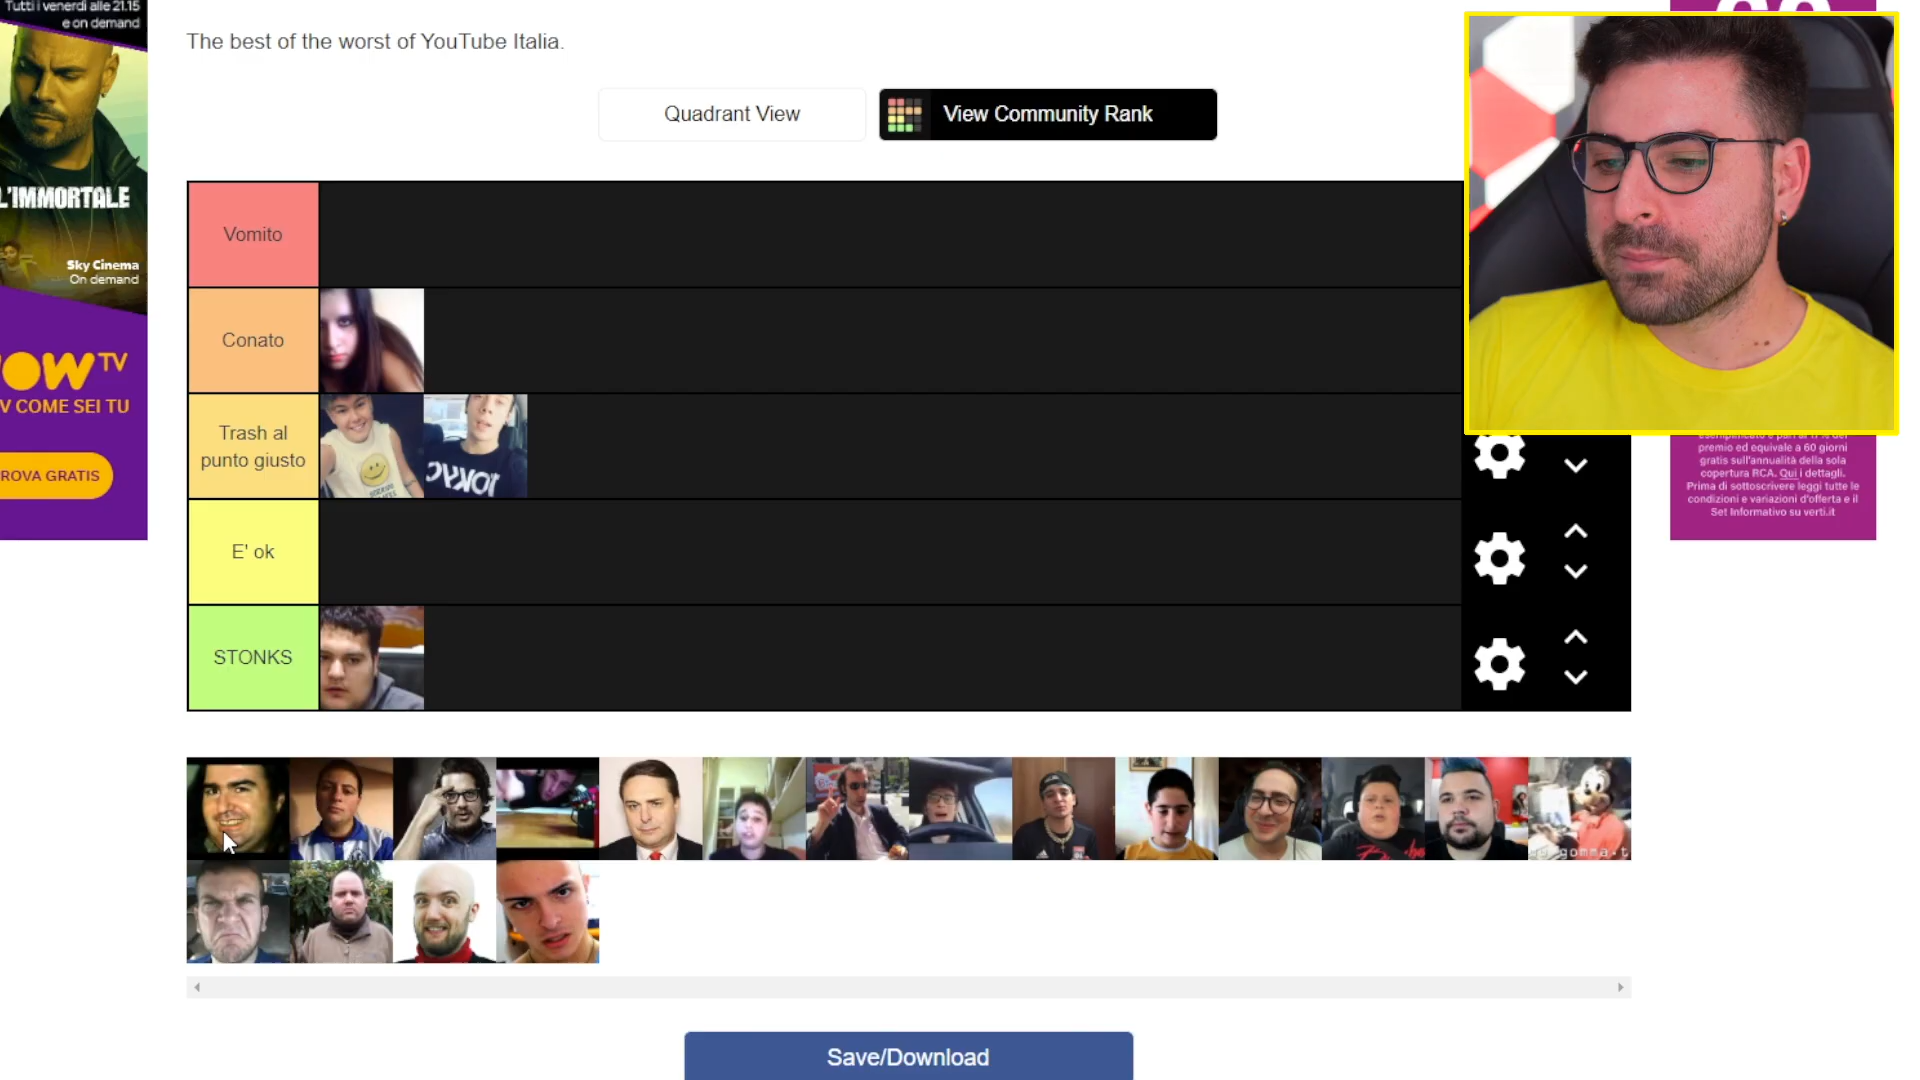 Tutti i venerdì alle 21.15
e on demand
L'IMMORTALE
Sky Cinema
On demand
OW TV
V COME SEI TU
ROVA GRATIS
The best of the worst of YouTube Italia.
Quadrant View
View Community Rank
Vomito
Conato
Trash al
punto giusto
E' ok
STONKS
premio ed equivale a 60 giorni
gratis sull'annualità della sola
copertura RCA. Qui i dettagli.
Prima di sottoscrivere leggi tutte le
condizioni e variazioni d'offerta e il
Set Informativo su verti.it
gomma.t
Save/Download